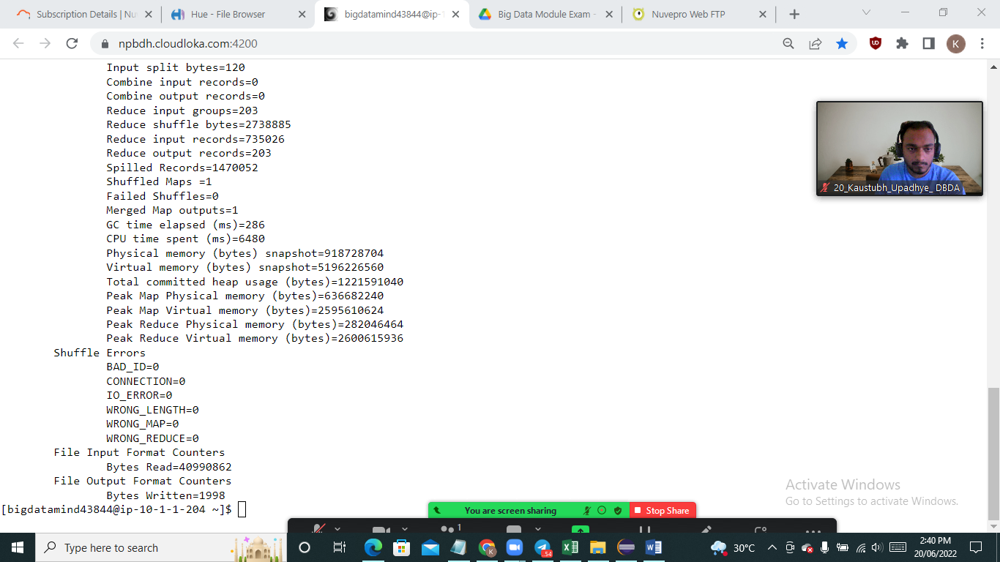 Subscription Details | Nu
Hue - File Browser
bigdatamind43844@ip-1
Big Data Module Exam -
Nuvepro Web FTP
npbdh.cloudloka.com:4200
K
Input split bytes=120
Combine input records=0
Combine output records=0
Reduce input groups=203
Reduce shuffle bytes=2738885
Reduce input records=735026
Reduce output records=203
Spilled Records=1470052
Shuffled Maps =1
Failed Shuffles=0
Merged Map outputs=1
GC time elapsed (ms)=286
CPU time spent (ms)=6480
Physical memory (bytes) snapshot=918728704
Virtual memory (bytes) snapshot=5196226560
Total committed heap usage (bytes)=1221591040
Peak Map Physical memory (bytes)=636682240
Peak Map Virtual memory (bytes)=2595610624
Peak Reduce Physical memory (bytes)=282046464
Peak Reduce Virtual memory (bytes)=2600615936
Shuffle Errors
BAD_ID=0
CONNECTION=0
IO_ERROR=0
WRONG_LENGTH=0
WRONG_MAP=0
WRONG_REDUCE=0
File Input Format Counters
Bytes Read=40990862
File Output Format Counters
Bytes Written=1998
[bigdatamind43844@ip-10-1-1-204 ~]$
20_Kaustubh_Upadhye_ DBDA
Activate Windows
Go to Settings to activate Windows.
You are screen sharing
Stop Share
1
Type here to search
K
54
30°C
2:40 PM
20/06/2022